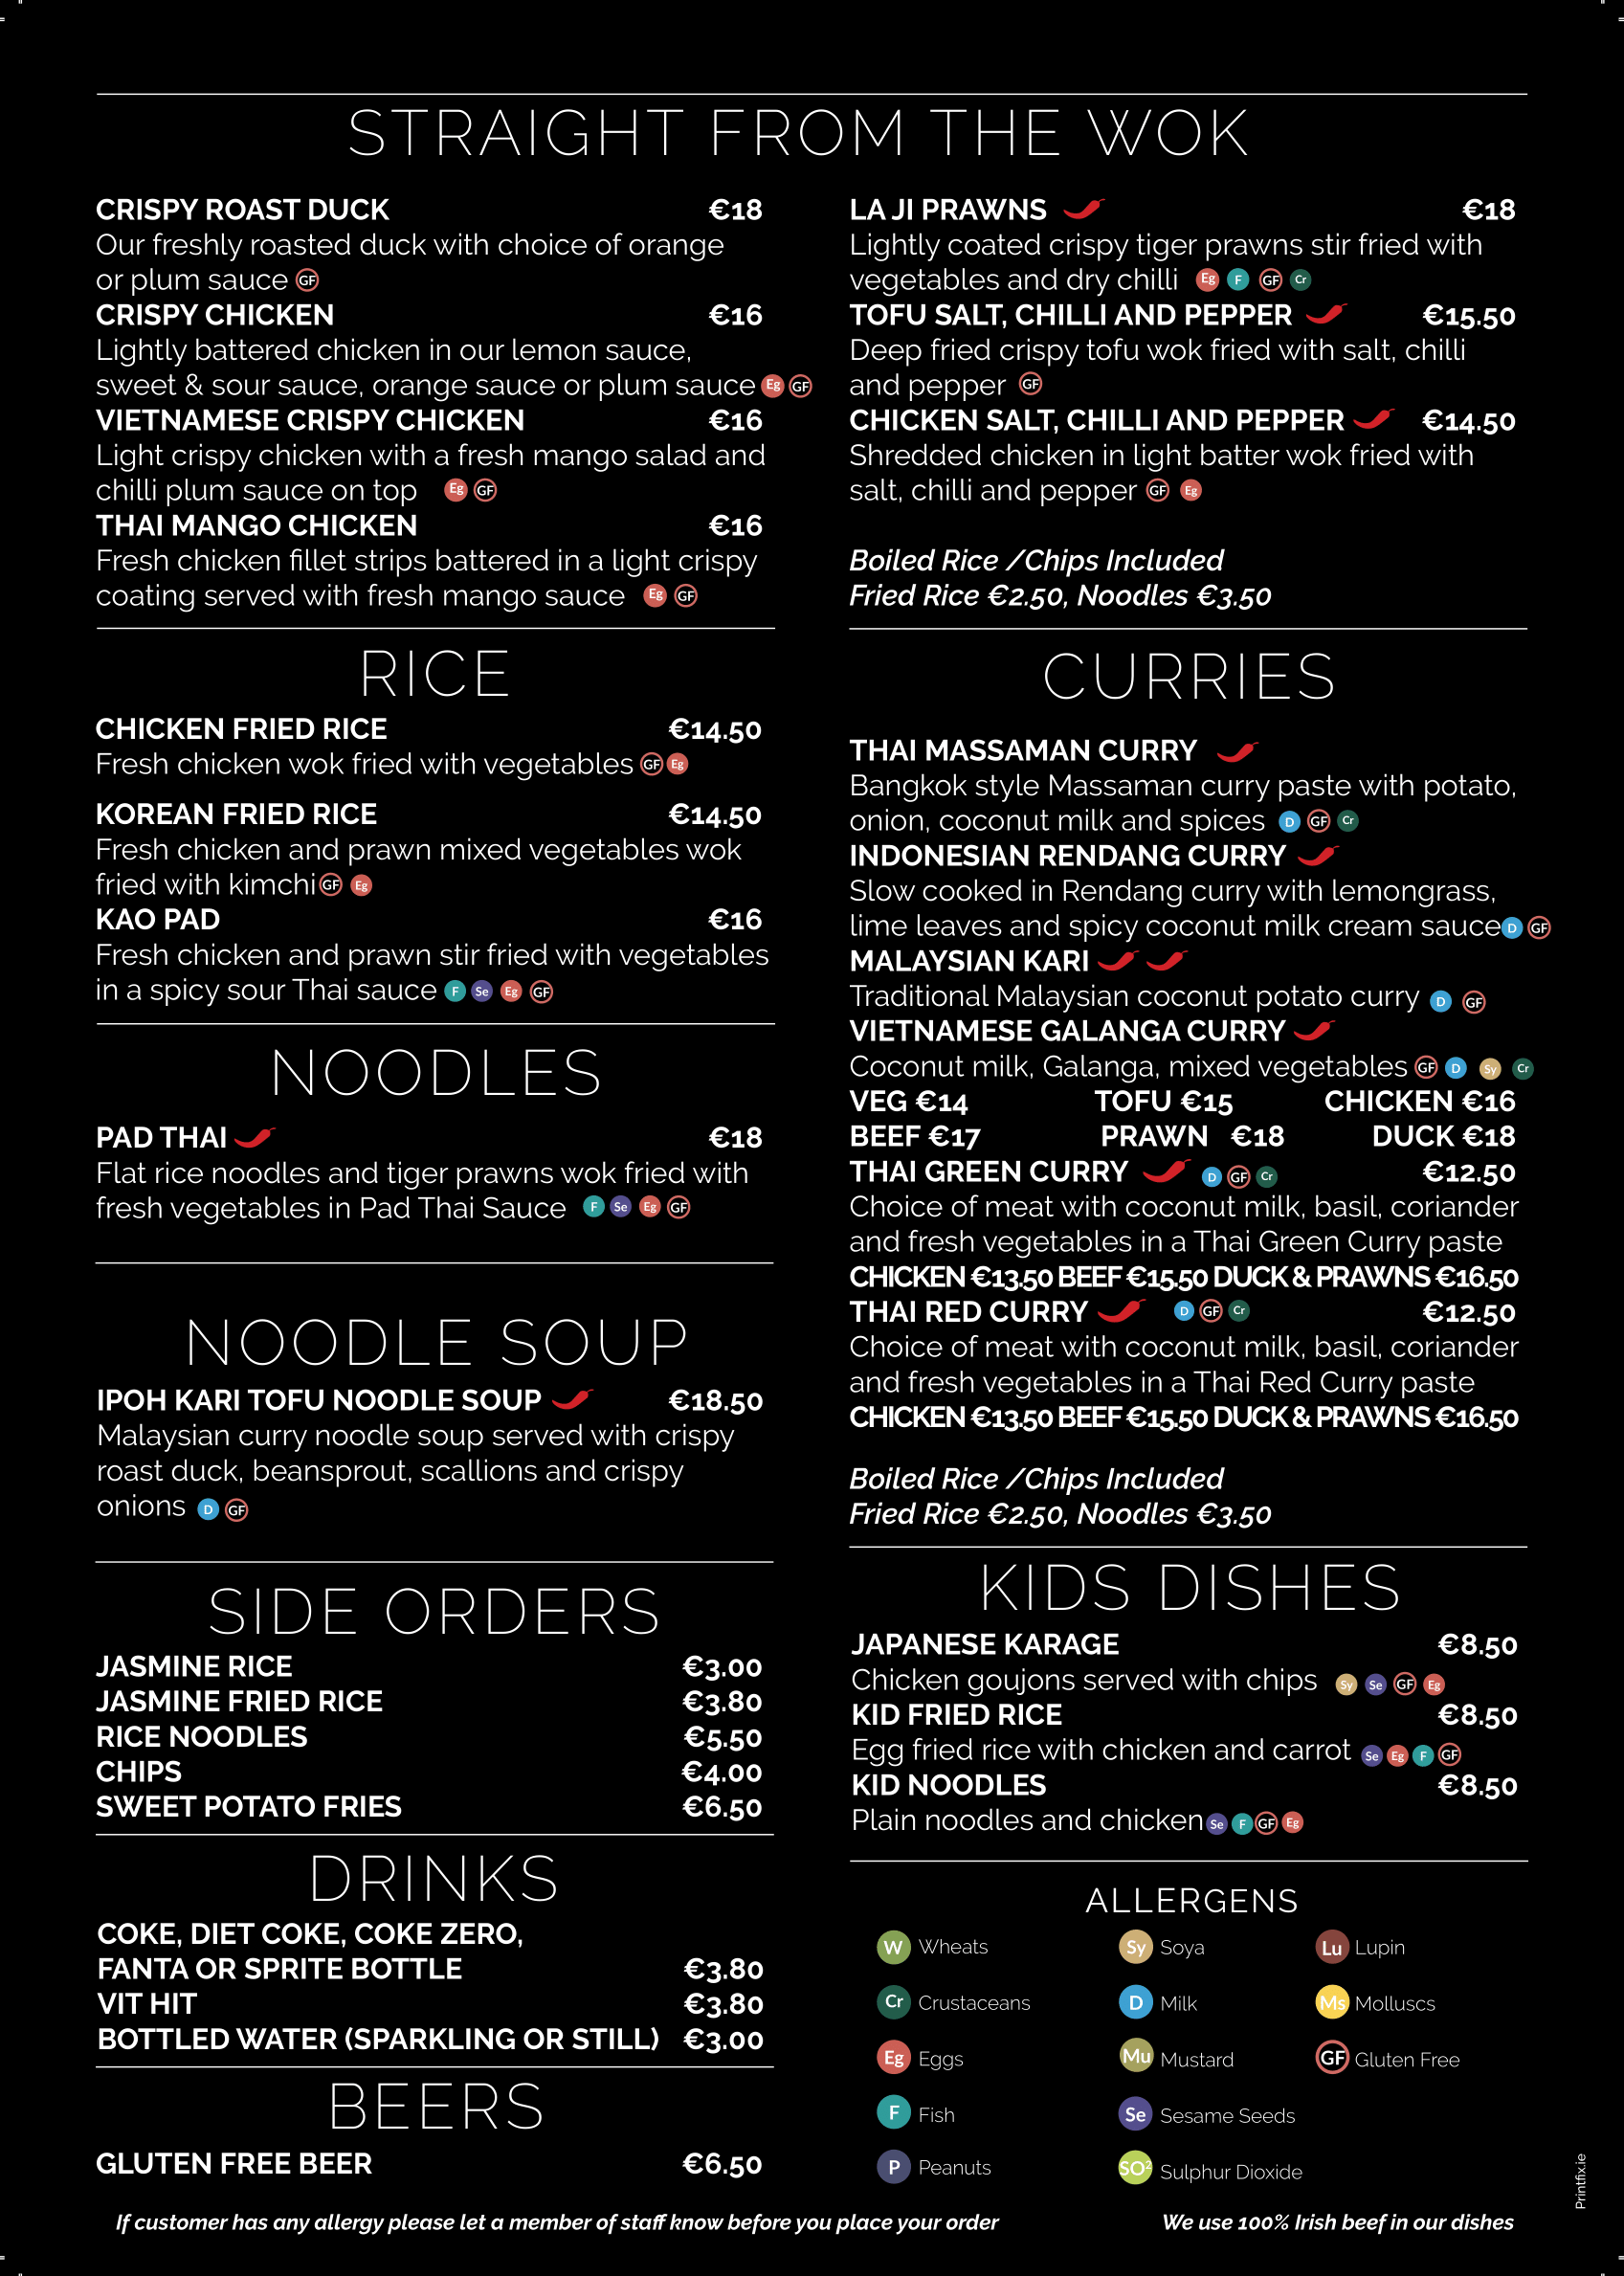 STRAIGHT FROM THE WOK
CRISPY ROAST DUCK €18
Our freshly roasted duck with choice of orange
or plum sauce GF
CRISPY CHICKEN €16
Lightly battered chicken in our lemon sauce,
sweet & sour sauce, orange sauce or plum sauce Eg GF
VIETNAMESE CRISPY CHICKEN €16
Light crispy chicken with a fresh mango salad and
chilli plum sauce on top Eg GF
THAI MANGO CHICKEN €16
Fresh chicken fillet strips battered in a light crispy
coating served with fresh mango sauce Eg GF
LA JI PRAWNS €18
Lightly coated crispy tiger prawns stir fried with
vegetables and dry chilli Eg F GF Cr
TOFU SALT, CHILLI AND PEPPER €15.50
Deep fried crispy tofu wok fried with salt, chilli
and pepper GF
CHICKEN SALT, CHILLI AND PEPPER €14.50
Shredded chicken in light batter wok fried with
salt, chilli and pepper GF Eg
Boiled Rice /Chips Included
Fried Rice €2.50, Noodles €3.50
RICE
CHICKEN FRIED RICE €14.50
Fresh chicken wok fried with vegetables GF Eg
KOREAN FRIED RICE €14.50
Fresh chicken and prawn mixed vegetables wok
fried with kimchi GF Eg
KAO PAD €16
Fresh chicken and prawn stir fried with vegetables
in a spicy sour Thai sauce F Se Eg GF
NOODLES
PAD THAI €18
Flat rice noodles and tiger prawns wok fried with
fresh vegetables in Pad Thai Sauce F Se Eg GF
NOODLE SOUP
IPOH KARI TOFU NOODLE SOUP €18.50
Malaysian curry noodle soup served with crispy
roast duck, beansprout, scallions and crispy
onions D GF
SIDE ORDERS
JASMINE RICE €3.00
JASMINE FRIED RICE €3.80
RICE NOODLES €5.50
CHIPS €4.00
SWEET POTATO FRIES €6.50
DRINKS
COKE, DIET COKE, COKE ZERO,
FANTA OR SPRITE BOTTLE €3.80
VIT HIT €3.80
BOTTLED WATER (SPARKLING OR STILL) €3.00
BEERS
GLUTEN FREE BEER €6.50
CURRIES
THAI MASSAMAN CURRY
Bangkok style Massaman curry paste with potato,
onion, coconut milk and spices D GF Cr
INDONESIAN RENDANG CURRY
Slow cooked in Rendang curry with lemongrass,
lime leaves and spicy coconut milk cream sauce D GF
MALAYSIAN KARI
Traditional Malaysian coconut potato curry D GF
VIETNAMESE GALANGA CURRY
Coconut milk, Galanga, mixed vegetables GF D Sy Cr
VEG €14 TOFU €15 CHICKEN €16
BEEF €17 PRAWN €18 DUCK €18
THAI GREEN CURRY D GF Cr €12.50
Choice of meat with coconut milk, basil, coriander
and fresh vegetables in a Thai Green Curry paste
CHICKEN €13.50 BEEF €15.50 DUCK & PRAWNS €16.50
THAI RED CURRY D GF Cr €12.50
Choice of meat with coconut milk, basil, coriander
and fresh vegetables in a Thai Red Curry paste
CHICKEN €13.50 BEEF €15.50 DUCK & PRAWNS €16.50
Boiled Rice /Chips Included
Fried Rice €2.50, Noodles €3.50
KIDS DISHES
JAPANESE KARAGE €8.50
Chicken goujons served with chips Sy Se GF Eg
KID FRIED RICE €8.50
Egg fried rice with chicken and carrot Se Eg F GF
KID NOODLES €8.50
Plain noodles and chicken Se F GF Eg
ALLERGENS
W Wheats Sy Soya Lu Lupin
Cr Crustaceans D Milk Ms Molluscs
Eg Eggs Mu Mustard GF Gluten Free
F Fish Se Sesame Seeds
P Peanuts SO² Sulphur Dioxide
Printfix.ie
If customer has any allergy please let a member of staff know before you place your order
We use 100% Irish beef in our dishes